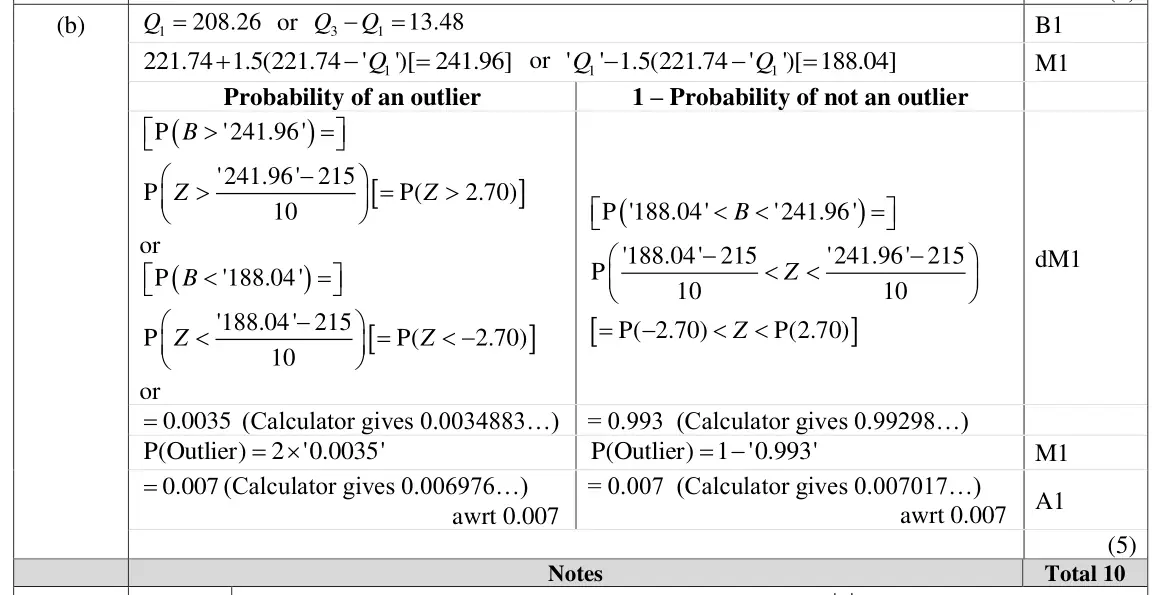 (b) Q₁ = 208.26 or Q₃ − Q₁ = 13.48 B1
221.74 + 1.5(221.74 − 'Q₁')[= 241.96] or 'Q₁' − 1.5(221.74 − 'Q₁')[= 188.04] M1
Probability of an outlier 1 – Probability of not an outlier
[P(B > '241.96') =]
P(Z > ('241.96' − 215)/10)[= P(Z > 2.70)]
or
[P(B < '188.04') =]
P(Z < ('188.04' − 215)/10)[= P(Z < −2.70)]
or
[P('188.04' < B < '241.96') =]
P(('188.04' − 215)/10 < Z < ('241.96' − 215)/10)
[= P(−2.70) < Z < P(2.70)]
dM1
= 0.0035 (Calculator gives 0.0034883…) = 0.993 (Calculator gives 0.99298…)
P(Outlier) = 2 × '0.0035' P(Outlier) = 1 − '0.993' M1
= 0.007 (Calculator gives 0.006976…) = 0.007 (Calculator gives 0.007017…) A1
awrt 0.007 awrt 0.007
(5)
Notes Total 10